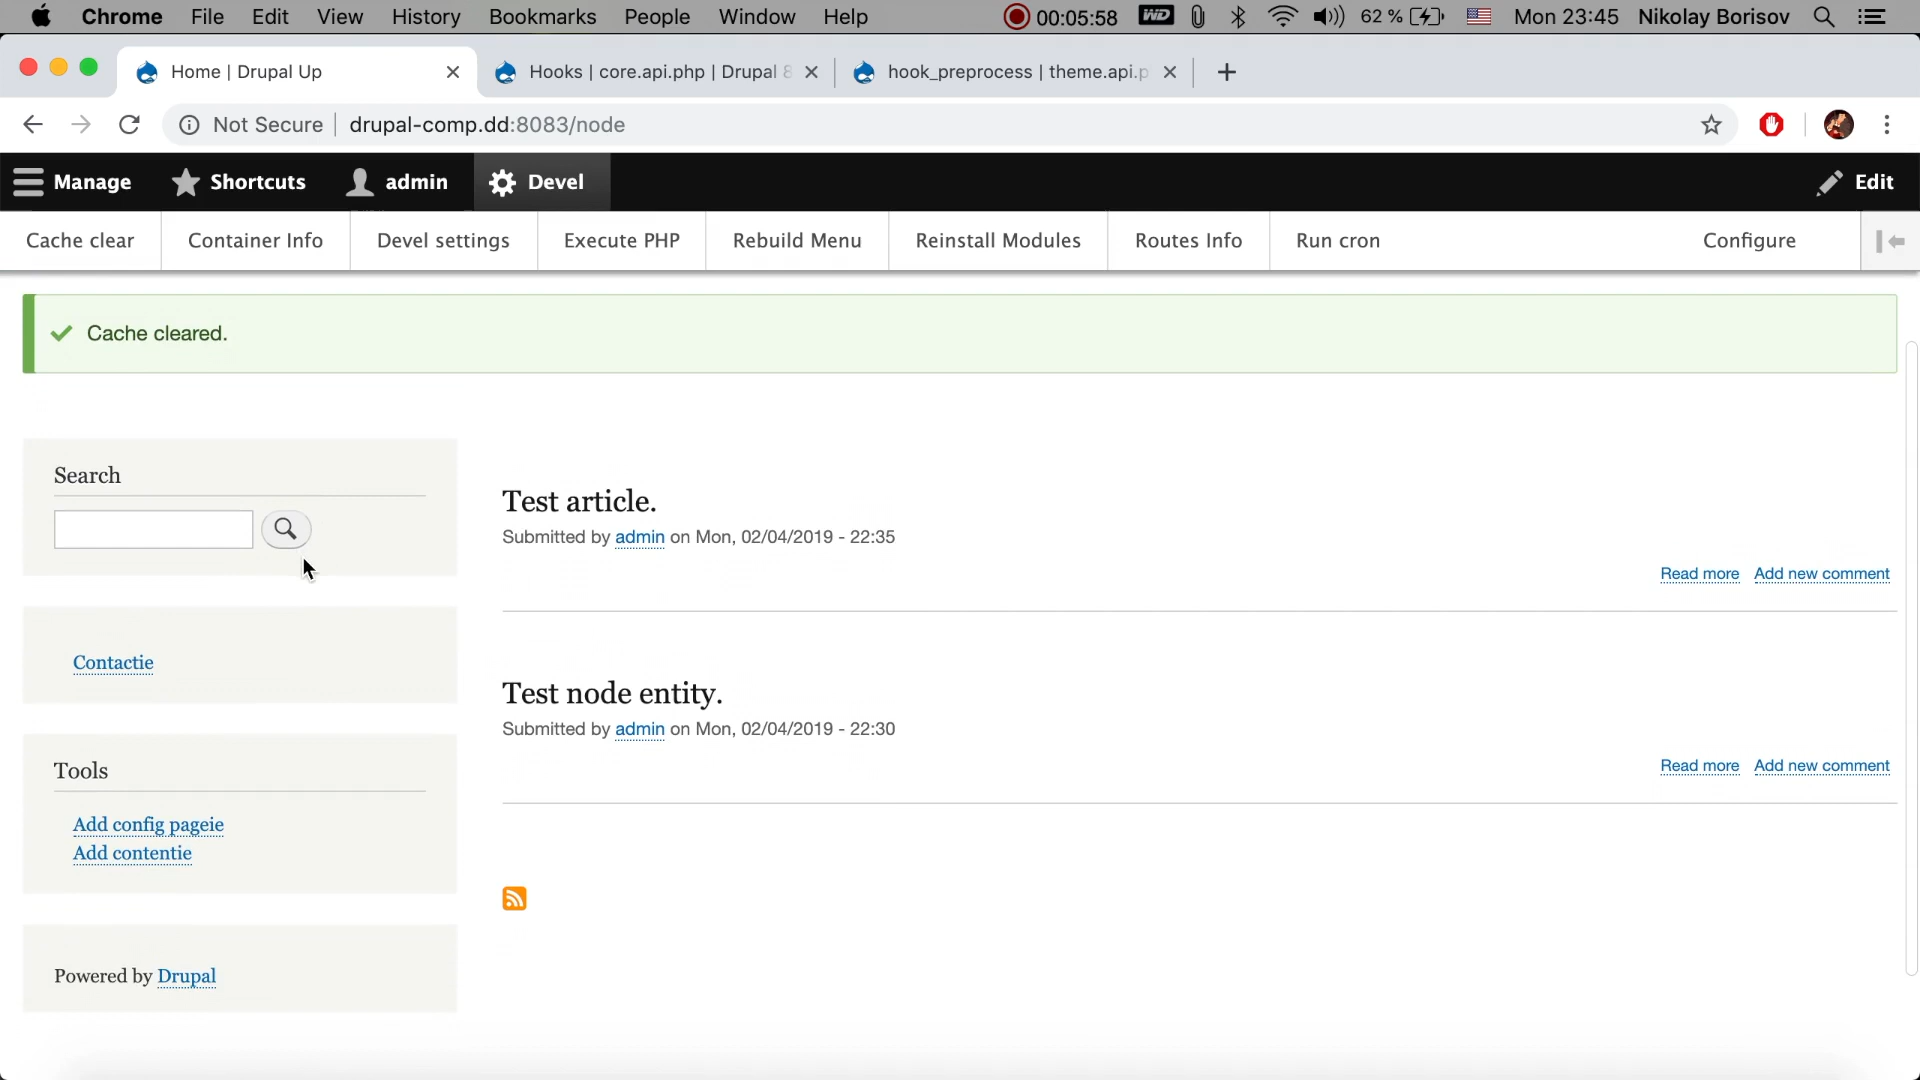 Chrome File Edit View History Bookmarks People Window Help 00:05:58 WD 62 % Mon 23:45 Nikolay Borisov
Home | Drupal Up Hooks | core.api.php | Drupal 8 hook_preprocess | theme.api.p
Not Secure drupal-comp.dd:8083/node
Manage Shortcuts admin Devel Edit
Cache clear Container Info Devel settings Execute PHP Rebuild Menu Reinstall Modules Routes Info Run cron Configure
Cache cleared.
Search
Contactie
Tools
Add config pageie
Add contentie
Powered by Drupal
Test article.
Submitted by admin on Mon, 02/04/2019 - 22:35
Read more Add new comment
Test node entity.
Submitted by admin on Mon, 02/04/2019 - 22:30
Read more Add new comment